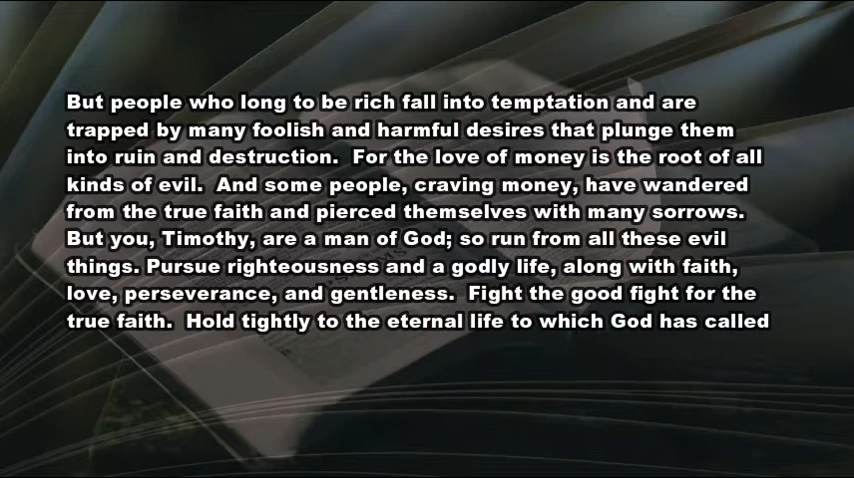 But people who long to be rich fall into temptation and are
trapped by many foolish and harmful desires that plunge them
into ruin and destruction.  For the love of money is the root of all
kinds of evil.  And some people, craving money, have wandered
from the true faith and pierced themselves with many sorrows.
But you, Timothy, are a man of God; so run from all these evil
things. Pursue righteousness and a godly life, along with faith,
love, perseverance, and gentleness.  Fight the good fight for the
true faith.  Hold tightly to the eternal life to which God has called